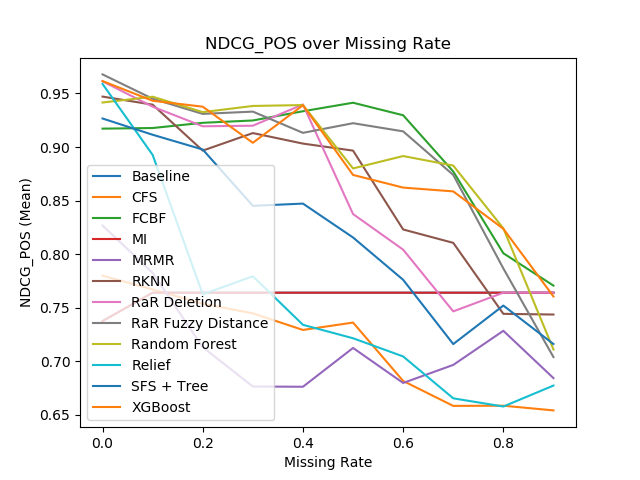 NDCG_POS over Missing Rate
NDCG_POS (Mean)
0.95
0.90
0.85
0.80
0.75
0.70
0.65
Baseline
CFS
FCBF
MI
MRMR
RKNN
RaR Deletion
RaR Fuzzy Distance
Random Forest
Relief
SFS + Tree
XGBoost
0.0 0.2 0.4 0.6 0.8
Missing Rate